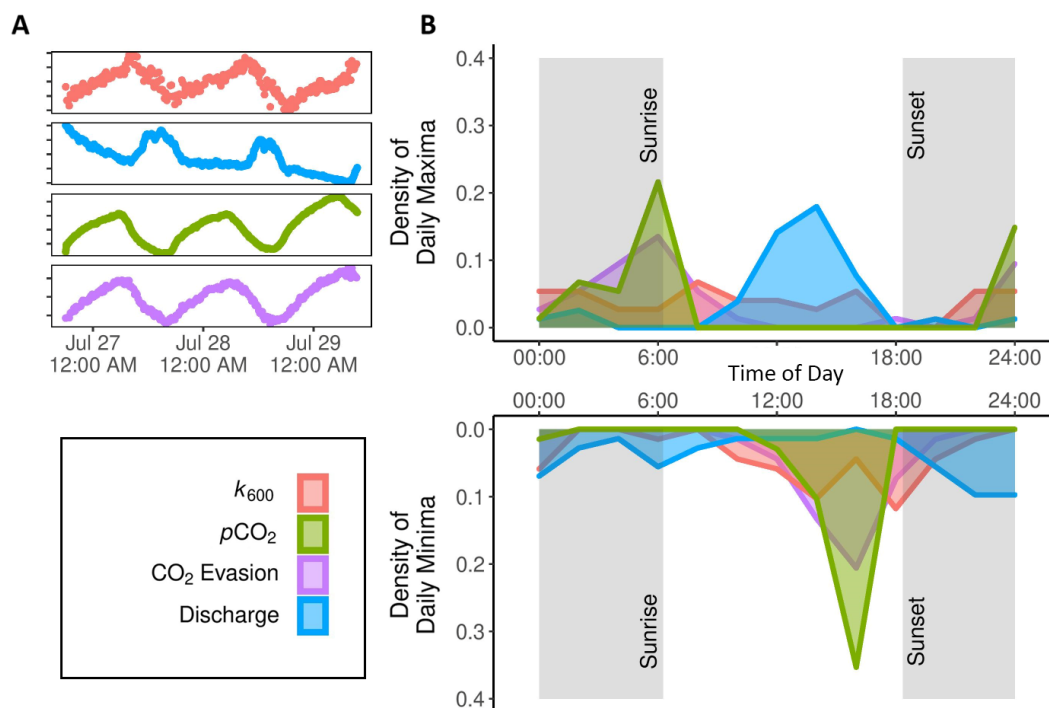 A
Jul 27
12:00 AM
Jul 28
12:00 AM
Jul 29
12:00 AM
k600
pCO2
CO2 Evasion
Discharge
B
Density of
Daily Maxima
0.4
0.3
0.2
0.1
0.0
Sunrise
Sunset
00:00
6:00
18:00
24:00
Time of Day
00:00
6:00
12:00
18:00
24:00
Density of
Daily Minima
0.0
0.1
0.2
0.3
0.4
Sunrise
Sunset